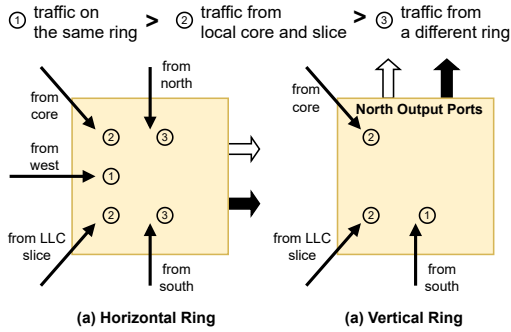 ① traffic on the same ring > ② traffic from local core and slice > ③ traffic from a different ring
from core
from north
from west
② ③
①
② ③
from LLC slice
from south
(a) Horizontal Ring
from core
North Output Ports
②
② ①
from LLC slice
from south
(a) Vertical Ring